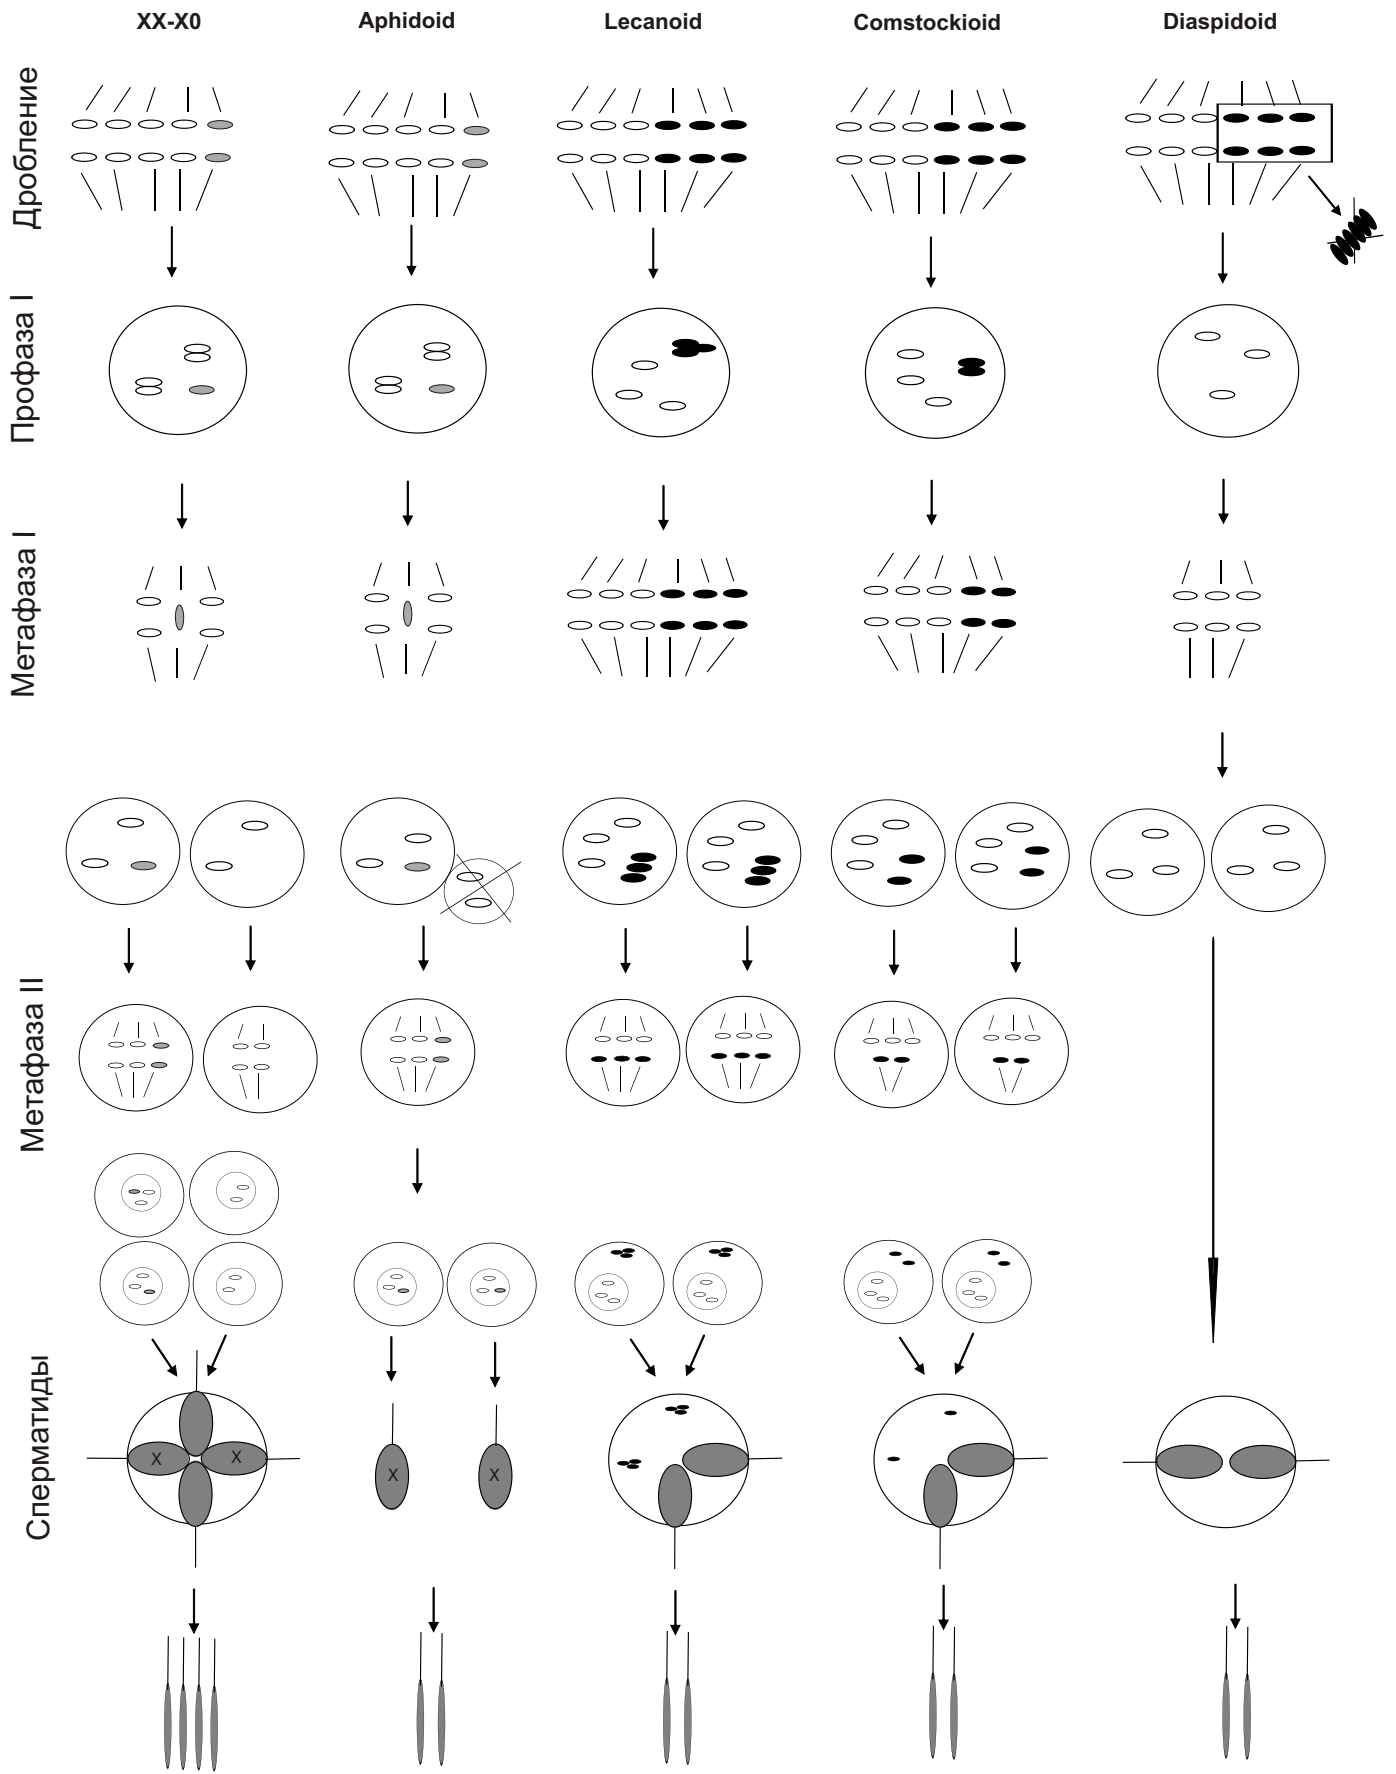 XX-X0
Aphidoid
Lecanoid
Comstockioid
Diaspidoid
Дробление
Профаза I
Метафаза I
Метафаза II
Сперматиды
X
X
X
X